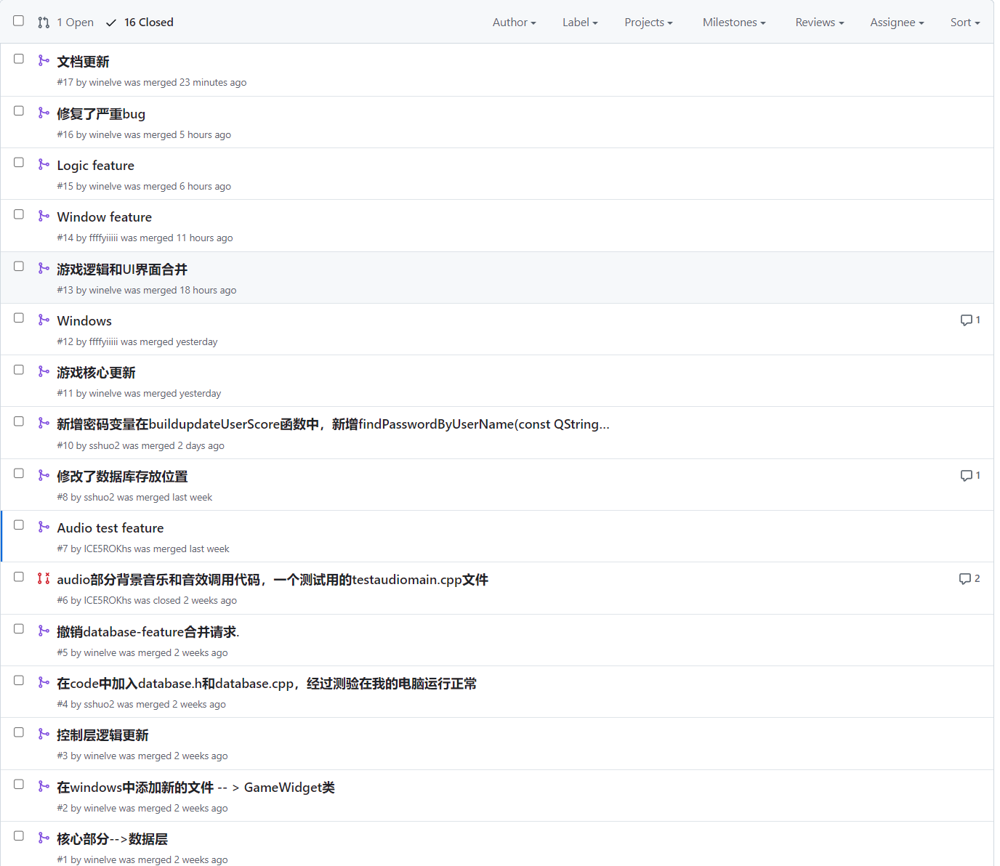 1 Open 16 Closed Author Label Projects Milestones Reviews Assignee Sort
文档更新
#17 by winelve was merged 23 minutes ago
修复了严重bug
#16 by winelve was merged 5 hours ago
Logic feature
#15 by winelve was merged 6 hours ago
Window feature
#14 by ffffyiiiii was merged 11 hours ago
游戏逻辑和UI界面合并
#13 by winelve was merged 18 hours ago
Windows 1
#12 by ffffyiiiii was merged yesterday
游戏核心更新
#11 by winelve was merged yesterday
新增密码变量在buildupdateUserScore函数中，新增findPasswordByUserName(const QString...
#10 by sshuo2 was merged 2 days ago
修改了数据库存放位置 1
#8 by sshuo2 was merged last week
Audio test feature
#7 by ICE5ROKhs was merged last week
audio部分背景音乐和音效调用代码，一个测试用的testaudiomain.cpp文件 2
#6 by ICE5ROKhs was closed 2 weeks ago
撤销database-feature合并请求.
#5 by winelve was merged 2 weeks ago
在code中加入database.h和database.cpp，经过测验在我的电脑运行正常
#4 by sshuo2 was merged 2 weeks ago
控制层逻辑更新
#3 by winelve was merged 2 weeks ago
在windows中添加新的文件 -- > GameWidget类
#2 by winelve was merged 2 weeks ago
核心部分-->数据层
#1 by winelve was merged 2 weeks ago